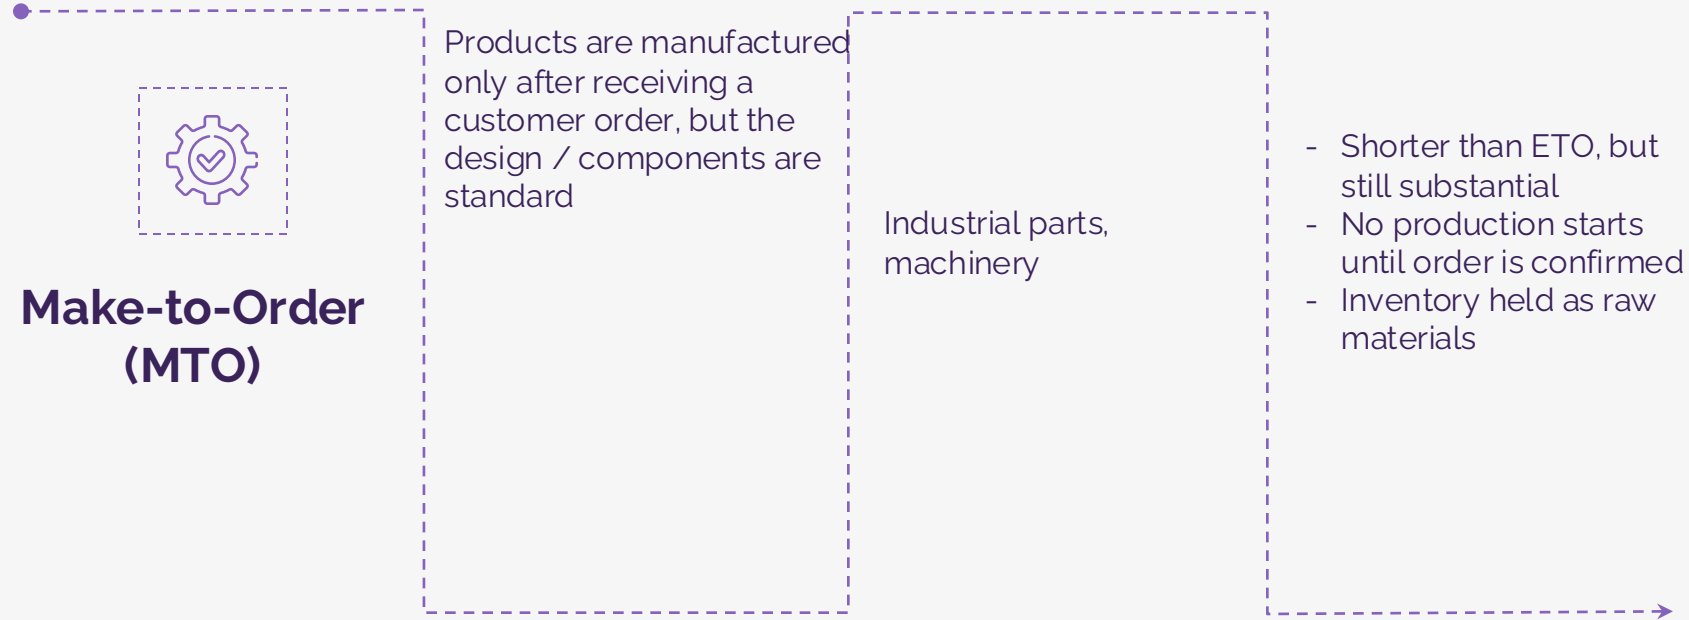 Make-to-Order
(MTO)
Products are manufactured
only after receiving a
customer order, but the
design / components are
standard
Industrial parts,
machinery
- Shorter than ETO, but
still substantial
- No production starts
until order is confirmed
- Inventory held as raw
materials